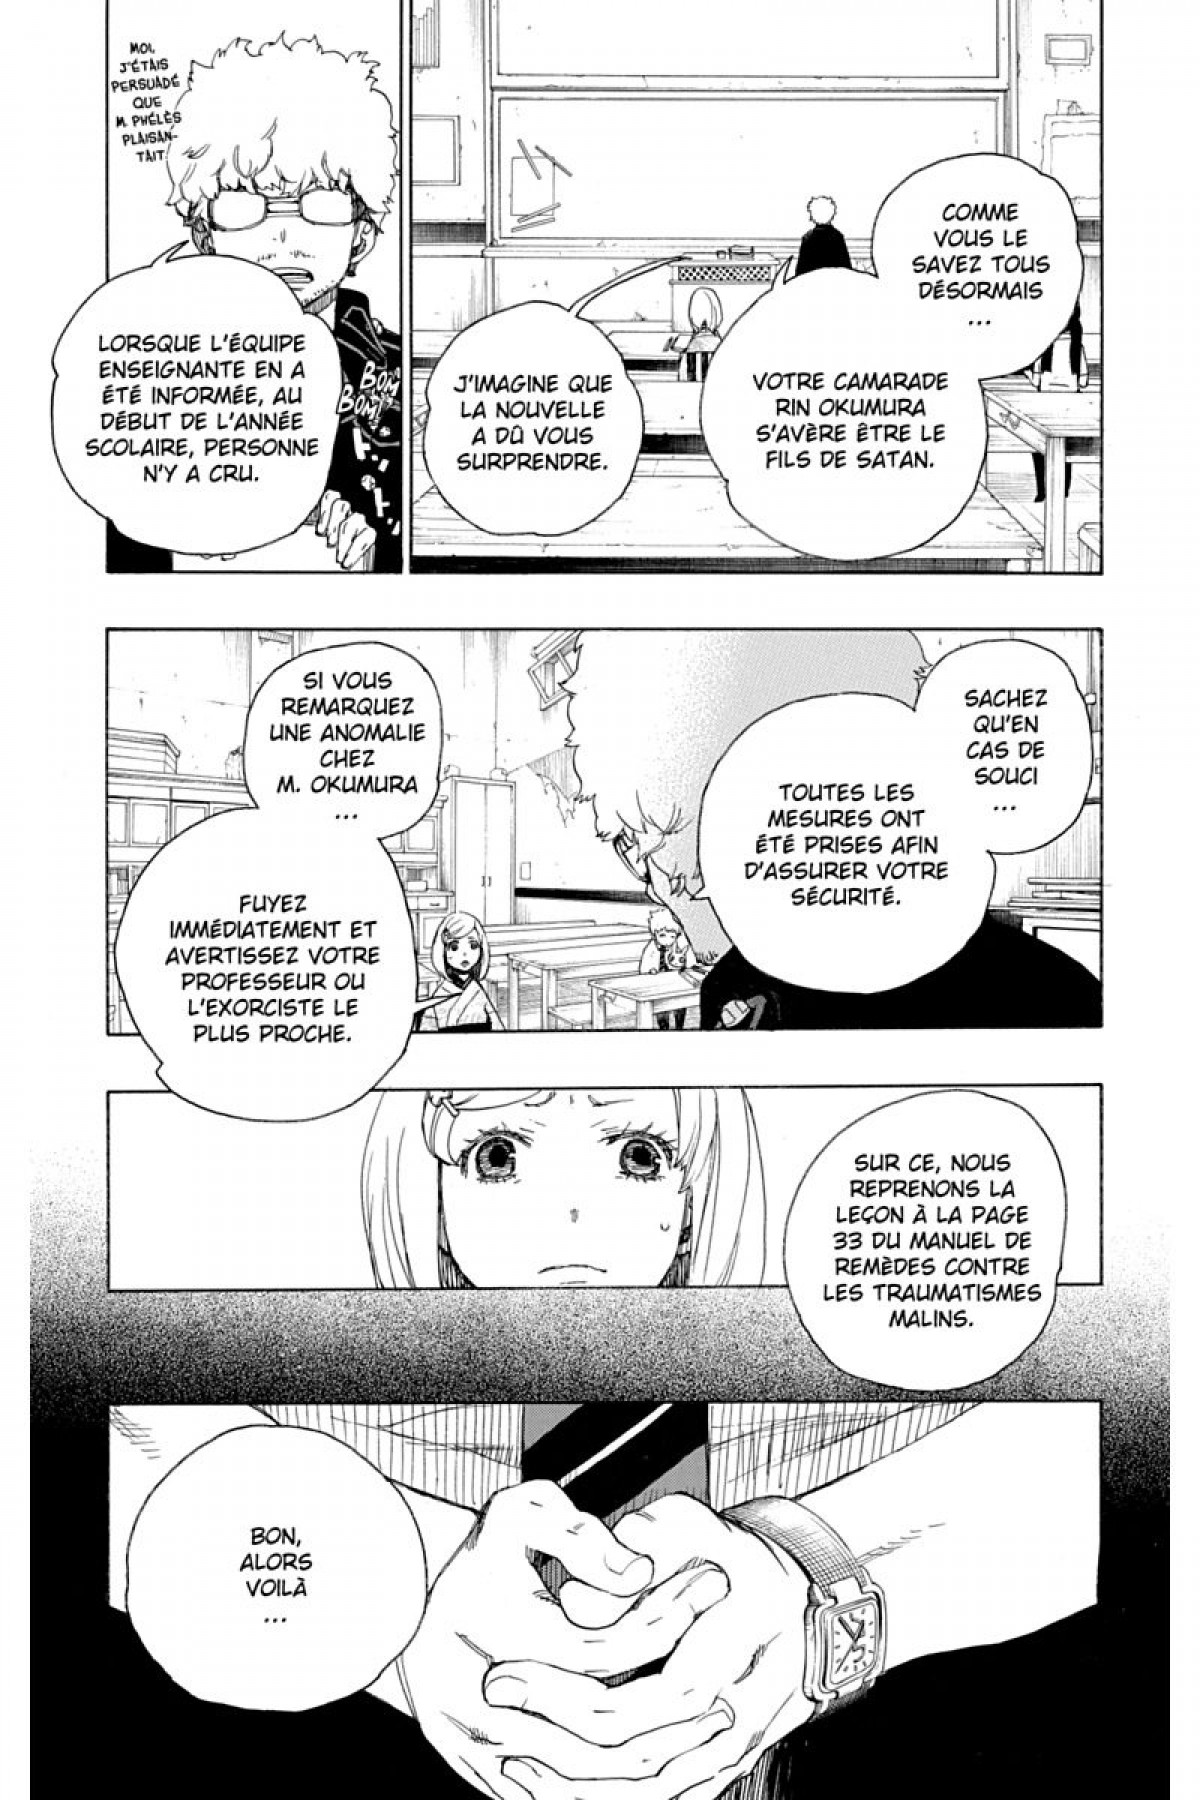 COMME
VOUS LE
SAVEZ TOUS
DÉSORMAIS
...
VOTRE CAMARADE
RIN OKUMURA
S'AVÈRE ÊTRE LE
FILS DE SATAN.
J'IMAGINE QUE
LA NOUVELLE
A DÛ VOUS
SURPRENDRE.
MOI,
J'ÉTAIS
PERSUADÉ
QUE
M. PHÉLÈS
PLAISAN-
TAIT.
LORSQUE L'ÉQUIPE
ENSEIGNANTE EN A
ÉTÉ INFORMÉE, AU
DÉBUT DE L'ANNÉE
SCOLAIRE, PERSONNE
N'Y A CRU.
BOM
BOM!
SACHEZ
QU'EN
CAS DE
SOUCI
...
TOUTES LES
MESURES ONT
ÉTÉ PRISES AFIN
D'ASSURER VOTRE
SÉCURITÉ.
SI VOUS
REMARQUEZ
UNE ANOMALIE
CHEZ
M. OKUMURA
...
FUYEZ
IMMÉDIATEMENT ET
AVERTISSEZ VOTRE
PROFESSEUR OU
L'EXORCISTE LE
PLUS PROCHE.
SUR CE, NOUS
REPRENONS LA
LEÇON À LA PAGE
33 DU MANUEL DE
REMÈDES CONTRE
LES TRAUMATISMES
MALINS.
BON,
ALORS
VOILÀ
...